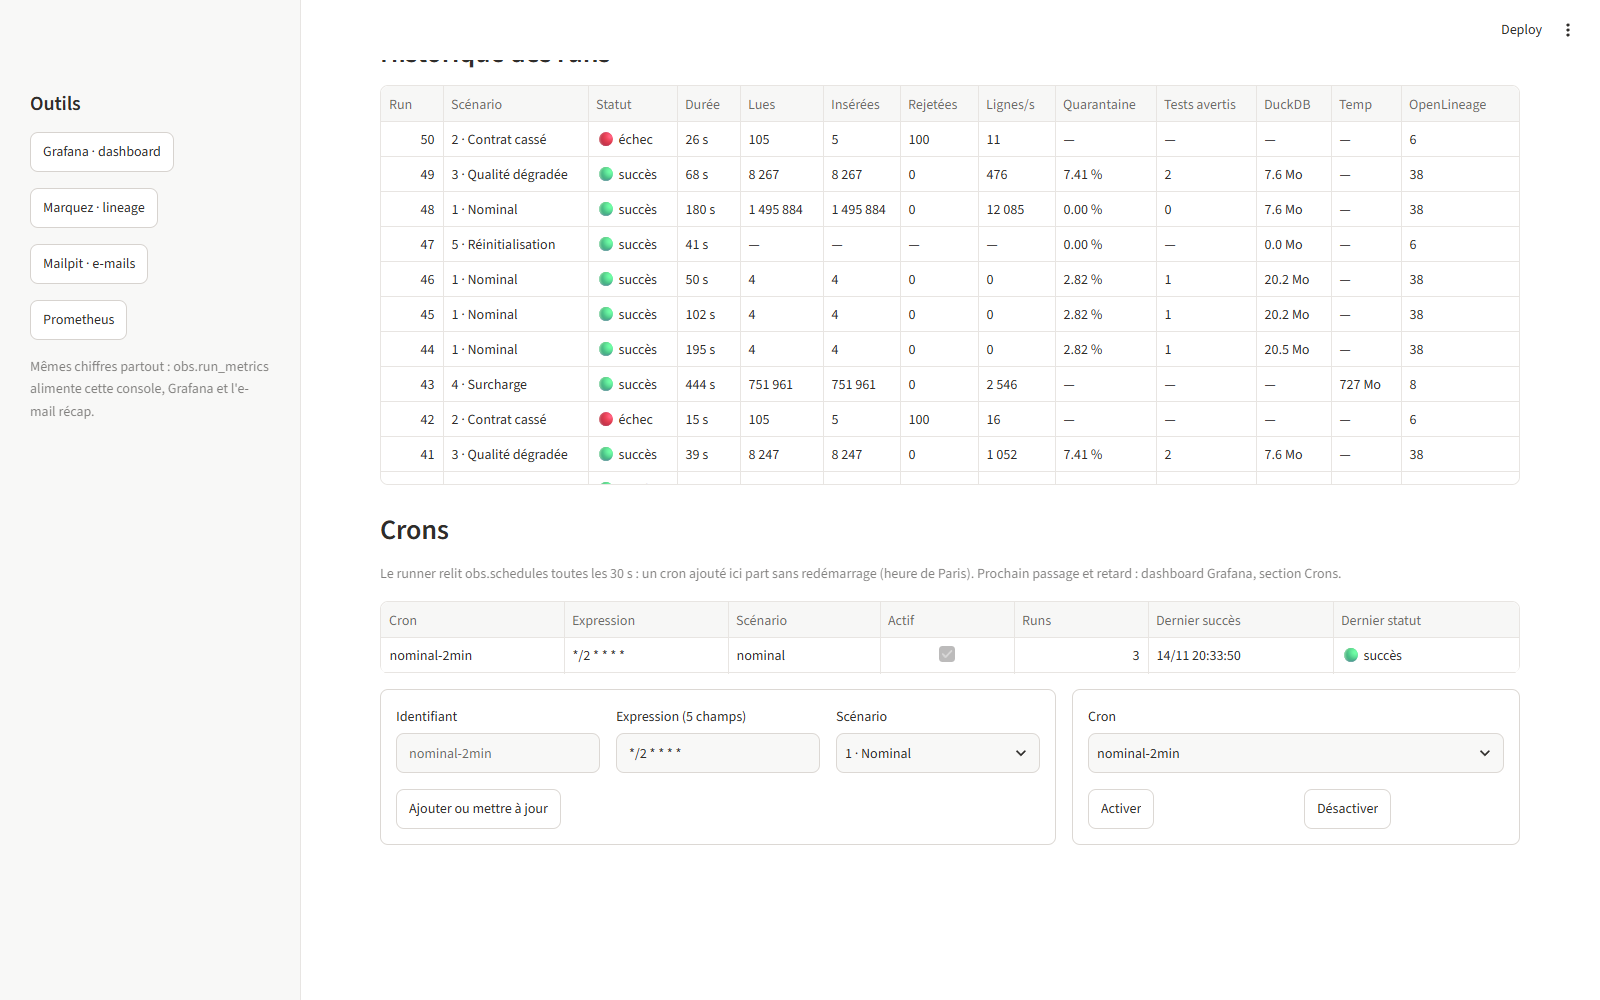 Deploy
Outils
Grafana · dashboard
Marquez · lineage
Mailpit · e-mails
Prometheus
Mêmes chiffres partout : obs.run_metrics
alimente cette console, Grafana et l'e-
mail récap.
Historique des runs
Run Scénario Statut Durée Lues Insérées Rejetées Lignes/s Quarantaine Tests avertis DuckDB Temp OpenLineage
50 2 · Contrat cassé échec 26 s 105 5 100 11 — — — — 6
49 3 · Qualité dégradée succès 68 s 8 267 8 267 0 476 7.41 % 2 7.6 Mo — 38
48 1 · Nominal succès 180 s 1 495 884 1 495 884 0 12 085 0.00 % 0 7.6 Mo — 38
47 5 · Réinitialisation succès 41 s — — — — 0.00 % — 0.0 Mo — 6
46 1 · Nominal succès 50 s 4 4 0 0 2.82 % 1 20.2 Mo — 38
45 1 · Nominal succès 102 s 4 4 0 0 2.82 % 1 20.2 Mo — 38
44 1 · Nominal succès 195 s 4 4 0 0 2.82 % 1 20.5 Mo — 38
43 4 · Surcharge succès 444 s 751 961 751 961 0 2 546 — — — 727 Mo 8
42 2 · Contrat cassé échec 15 s 105 5 100 16 — — — — 6
41 3 · Qualité dégradée succès 39 s 8 247 8 247 0 1 052 7.41 % 2 7.6 Mo — 38
Crons
Le runner relit obs.schedules toutes les 30 s : un cron ajouté ici part sans redémarrage (heure de Paris). Prochain passage et retard : dashboard Grafana, section Crons.
Cron Expression Scénario Actif Runs Dernier succès Dernier statut
nominal-2min */2 * * * * nominal 3 14/11 20:33:50 succès
Identifiant Expression (5 champs) Scénario
nominal-2min */2 * * * * 1 · Nominal
Ajouter ou mettre à jour
Cron
nominal-2min
Activer Désactiver